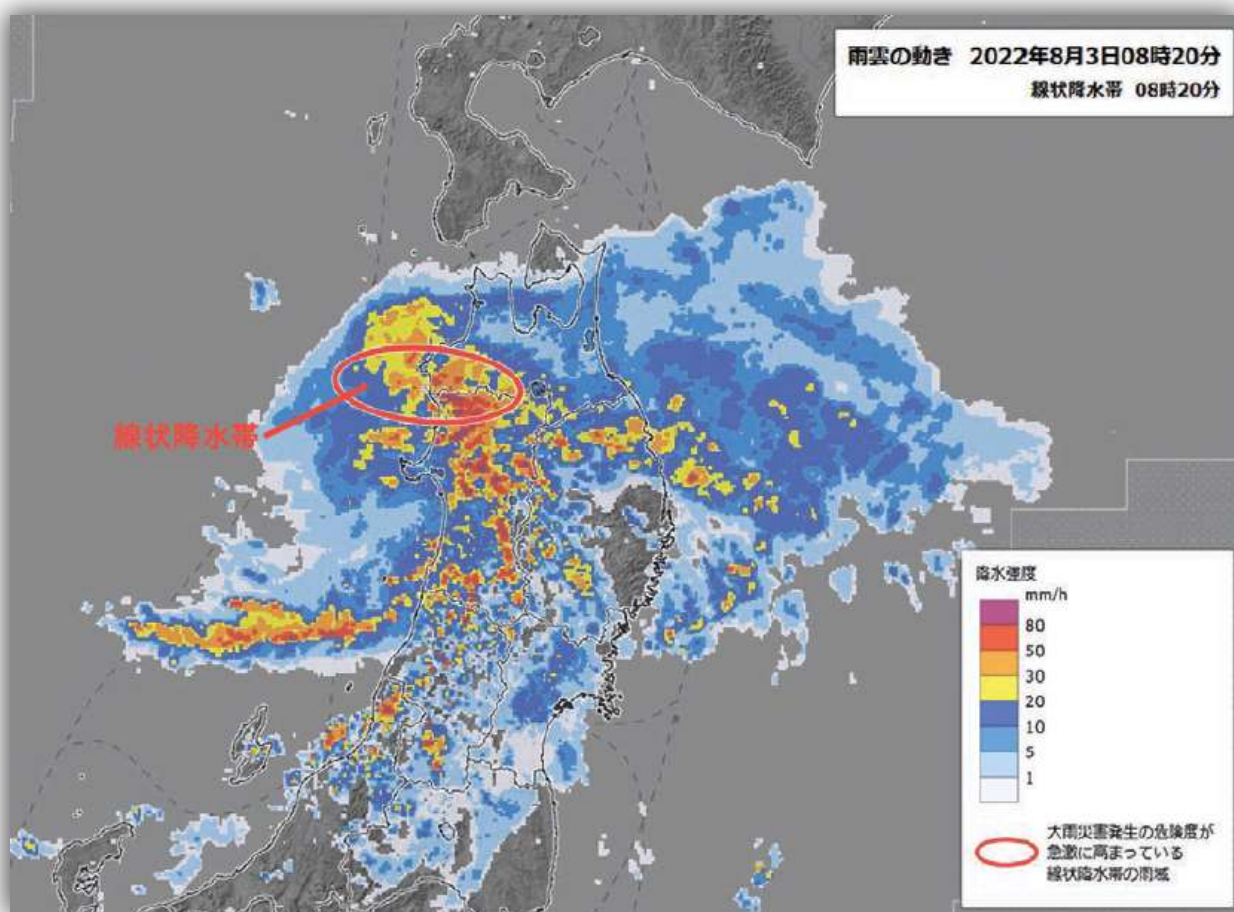 雨雲の動き 2022年8月3日08時20分
線状降水帯 08時20分
線状降水帯
降水強度
mm/h
80
50
30
20
10
5
1
大雨災害発生の危険度が
急激に高まっている
線状降水帯の雨域